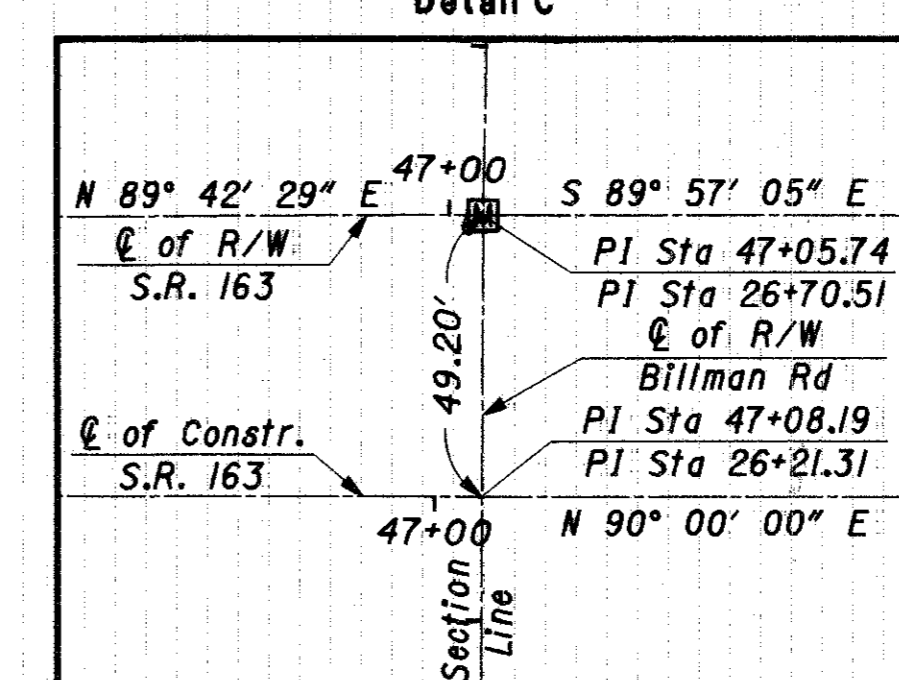 Detail C
47+00
N 89° 42' 29" E
S 89° 57' 05" E
℄ of R/W
S.R. 163
PI Sta 47+05.74
PI Sta 26+70.51
℄ of R/W
Billman Rd
49.20'
PI Sta 47+08.19
PI Sta 26+21.31
℄ of Constr.
S.R. 163
47+00
N 90° 00' 00" E
Section
Line